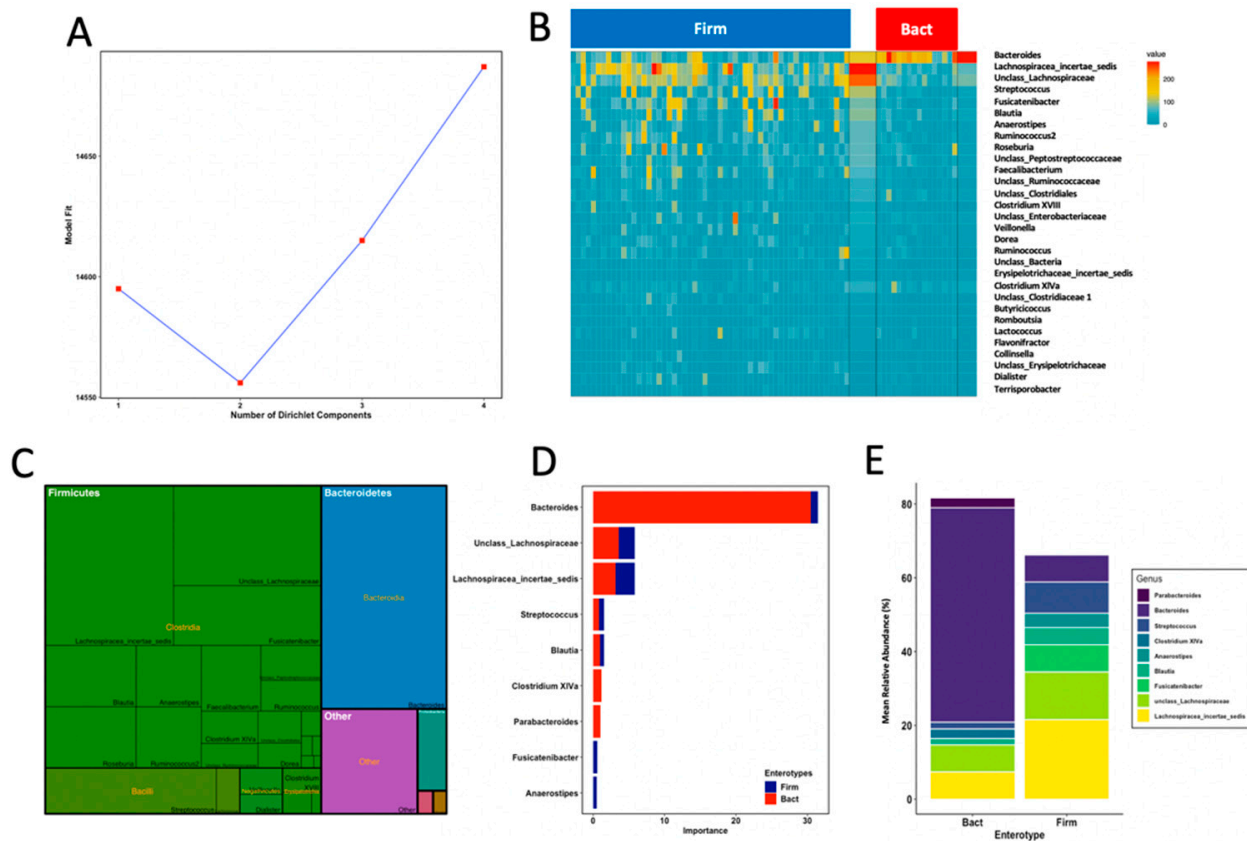 A
Model Fit
14650
14600
14550
1
2
3
4
Number of Dirichlet Components
B
Firm
Bact
Bacteroides
Lachnospiracea_incertae_sedis
Unclass_Lachnospiraceae
Streptococcus
Fusicatenibacter
Blautia
Anaerostipes
Ruminococcus2
Roseburia
Unclass_Peptostreptococcaceae
Faecalibacterium
Unclass_Ruminococcaceae
Unclass_Clostridiales
Clostridium XVIII
Unclass_Enterobacteriaceae
Veillonella
Dorea
Ruminococcus
Unclass_Bacteria
Erysipelotrichaceae_incertae_sedis
Clostridium XlVa
Unclass_Clostridiaceae 1
Butyricicoccus
Romboutsia
Lactococcus
Flavonifractor
Collinsella
Unclass_Erysipelotrichaceae
Dialister
Terrisporobacter
value
200
100
0
C
Firmicutes
Unclass_Lachnospiraceae
Lachnospiracea_incertae_sedis
Clostridia
Fusicatenibacter
Blautia
Anaerostipes
Faecalibacterium
Ruminococcus
Roseburia
Ruminococcus2
Clostridium XlVa
Dorea
Bacilli
Streptococcus
Negativicutes
Dialister
Clostridium
XVIII
Bacteroidetes
Bacteroidia
Bacteroides
Other
Other
Other
D
Bacteroides
Unclass_Lachnospiraceae
Lachnospiracea_incertae_sedis
Streptococcus
Blautia
Clostridium XlVa
Parabacteroides
Fusicatenibacter
Anaerostipes
0
10
20
30
Importance
Enterotypes
Firm
Bact
E
Mean Relative Abundance (%)
80
60
40
20
0
Bact
Firm
Enterotype
Genus
Parabacteroides
Bacteroides
Streptococcus
Clostridium XlVa
Anaerostipes
Blautia
Fusicatenibacter
unclass_Lachnospiraceae
Lachnospiracea_incertae_sedis